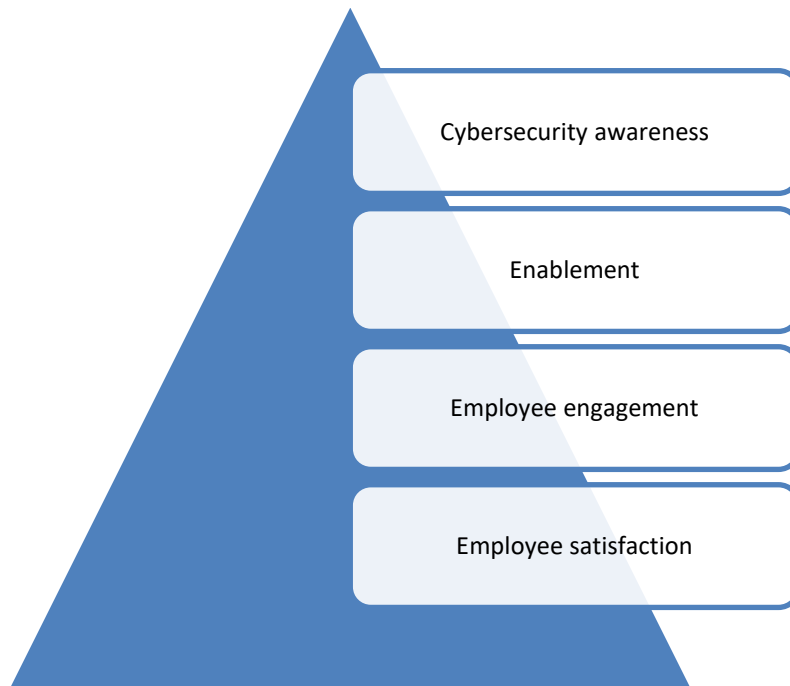 Cybersecurity awareness
Enablement
Employee engagement
Employee satisfaction